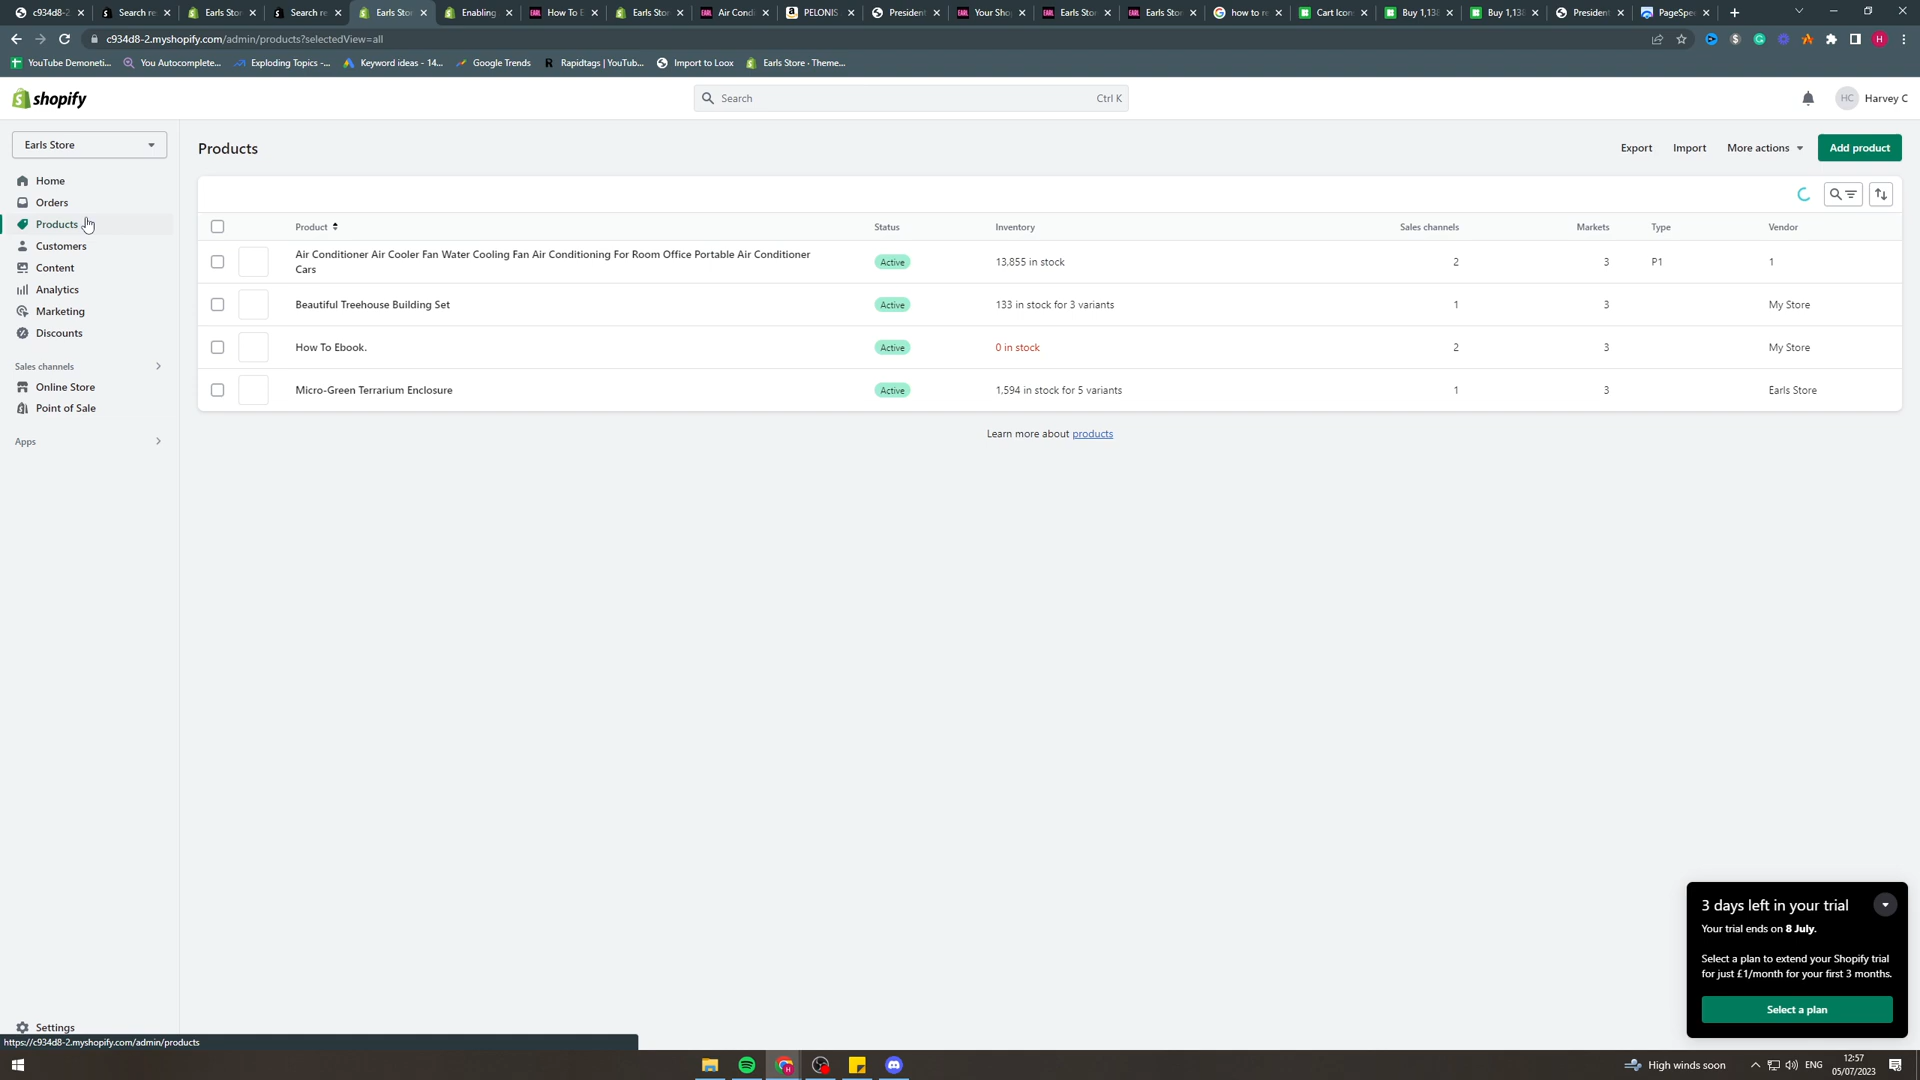 c934d8-2
Search re
Earls Stor
Search re
Earls Stor
Enabling
How To E
Earls Stor
Air Condi
PELONIS
President
Your Sho
Earls Stor
Earls Stor
how to re
Cart Icon
Buy 1,138
Buy 1,138
President
PageSpee
c934d8-2.myshopify.com/admin/products?selectedView=all
YouTube Demoneti...
You Autocomplete...
Exploding Topics -...
Keyword ideas - 14...
Google Trends
Rapidtags | YouTub...
Import to Loox
Earls Store · Theme...
shopify
Search
Ctrl K
HC
Harvey C
Earls Store
Products
Export
Import
More actions
Add product
Home
Orders
Products
Customers
Content
Analytics
Marketing
Discounts
Sales channels
Online Store
Point of Sale
Apps
Settings
Product
Status
Inventory
Sales channels
Markets
Type
Vendor
Air Conditioner Air Cooler Fan Water Cooling Fan Air Conditioning For Room Office Portable Air Conditioner
Cars
Active
13,855 in stock
2
3
P1
1
Beautiful Treehouse Building Set
Active
133 in stock for 3 variants
1
3
My Store
How To Ebook.
Active
0 in stock
2
3
My Store
Micro-Green Terrarium Enclosure
Active
1,594 in stock for 5 variants
1
3
Earls Store
Learn more about products
3 days left in your trial
Your trial ends on 8 July.
Select a plan to extend your Shopify trial
for just £1/month for your first 3 months.
Select a plan
https://c934d8-2.myshopify.com/admin/products
High winds soon
ENG
12:57
05/07/2023